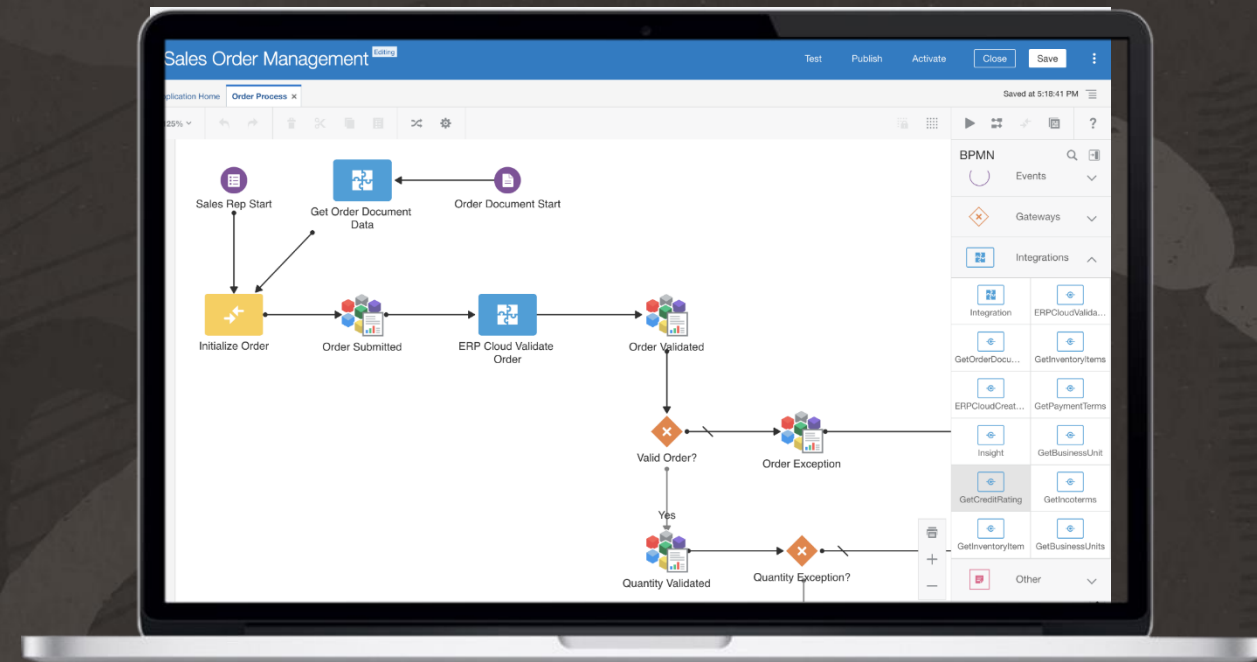 Sales Order Management Editing
Test Publish Activate Close Save
plication Home Order Process ×
Saved at 5:18:41 PM
25%
?
BPMN
Events
Gateways
Integrations
Integration
ERPCloudValida...
GetOrderDocu...
GetInventoryItems
ERPCloudCreat...
GetPaymentTerms
Insight
GetBusinessUnit
GetCreditRating
GetIncoterms
GetInventoryItem
GetBusinessUnits
Other
Sales Rep Start
Get Order Document
Data
Order Document Start
Initialize Order
Order Submitted
ERP Cloud Validate
Order
Order Validated
Valid Order?
Order Exception
Yes
Quantity Validated
Quantity Exception?